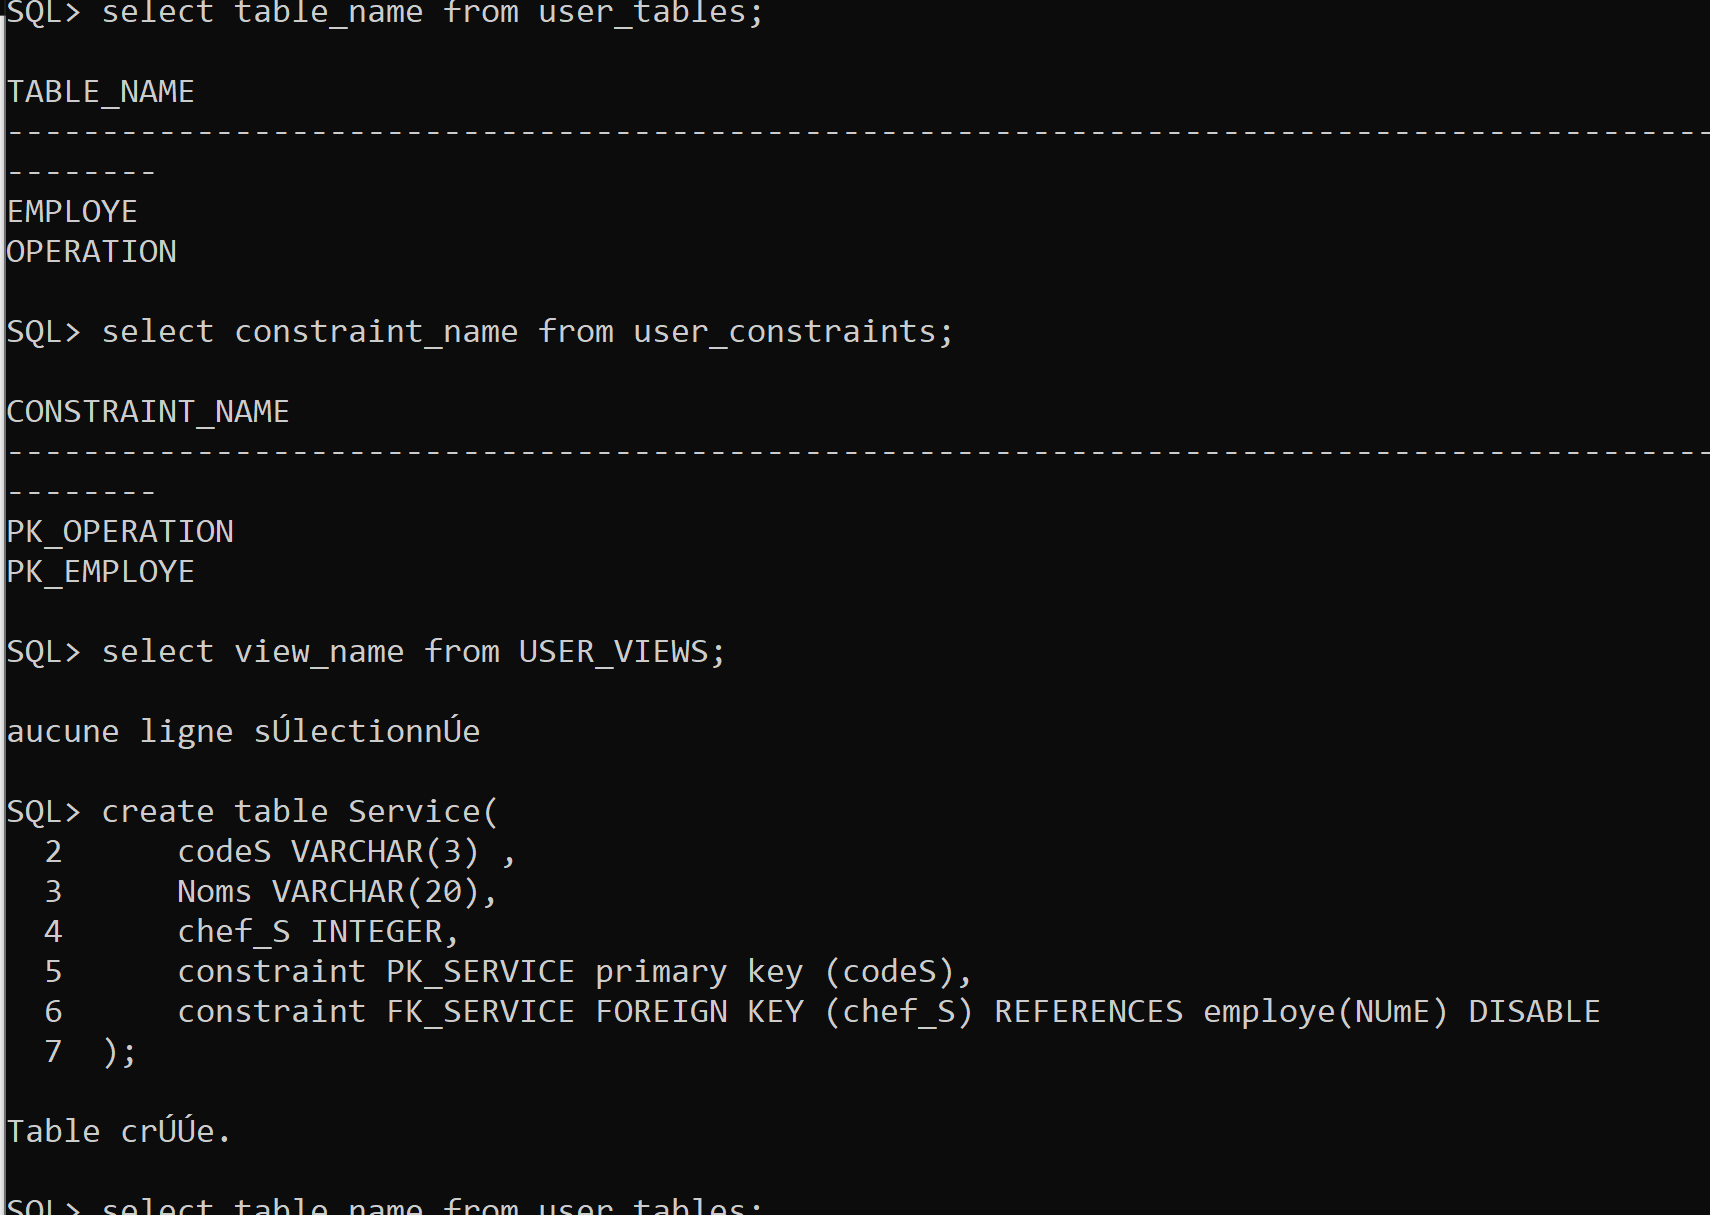 SQL> select table_name from user_tables;
TABLE_NAME
------------------------------------------------------------------------------------------
--------
EMPLOYE
OPERATION
SQL> select constraint_name from user_constraints;
CONSTRAINT_NAME
------------------------------------------------------------------------------------------
--------
PK_OPERATION
PK_EMPLOYE
SQL> select view_name from USER_VIEWS;
aucune ligne sÚlectionnÚe
SQL> create table Service(
  2      codeS VARCHAR(3) ,
  3      Noms VARCHAR(20),
  4      chef_S INTEGER,
  5      constraint PK_SERVICE primary key (codeS),
  6      constraint FK_SERVICE FOREIGN KEY (chef_S) REFERENCES employe(NUmE) DISABLE
  7  );
Table crÚÚe.
SQL> select table_name from user_tables;